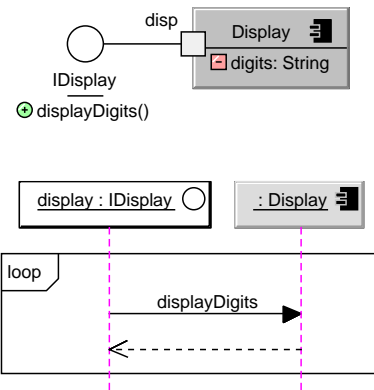 disp
Display
digits: String
IDisplay
displayDigits()
display : IDisplay
: Display
loop
displayDigits